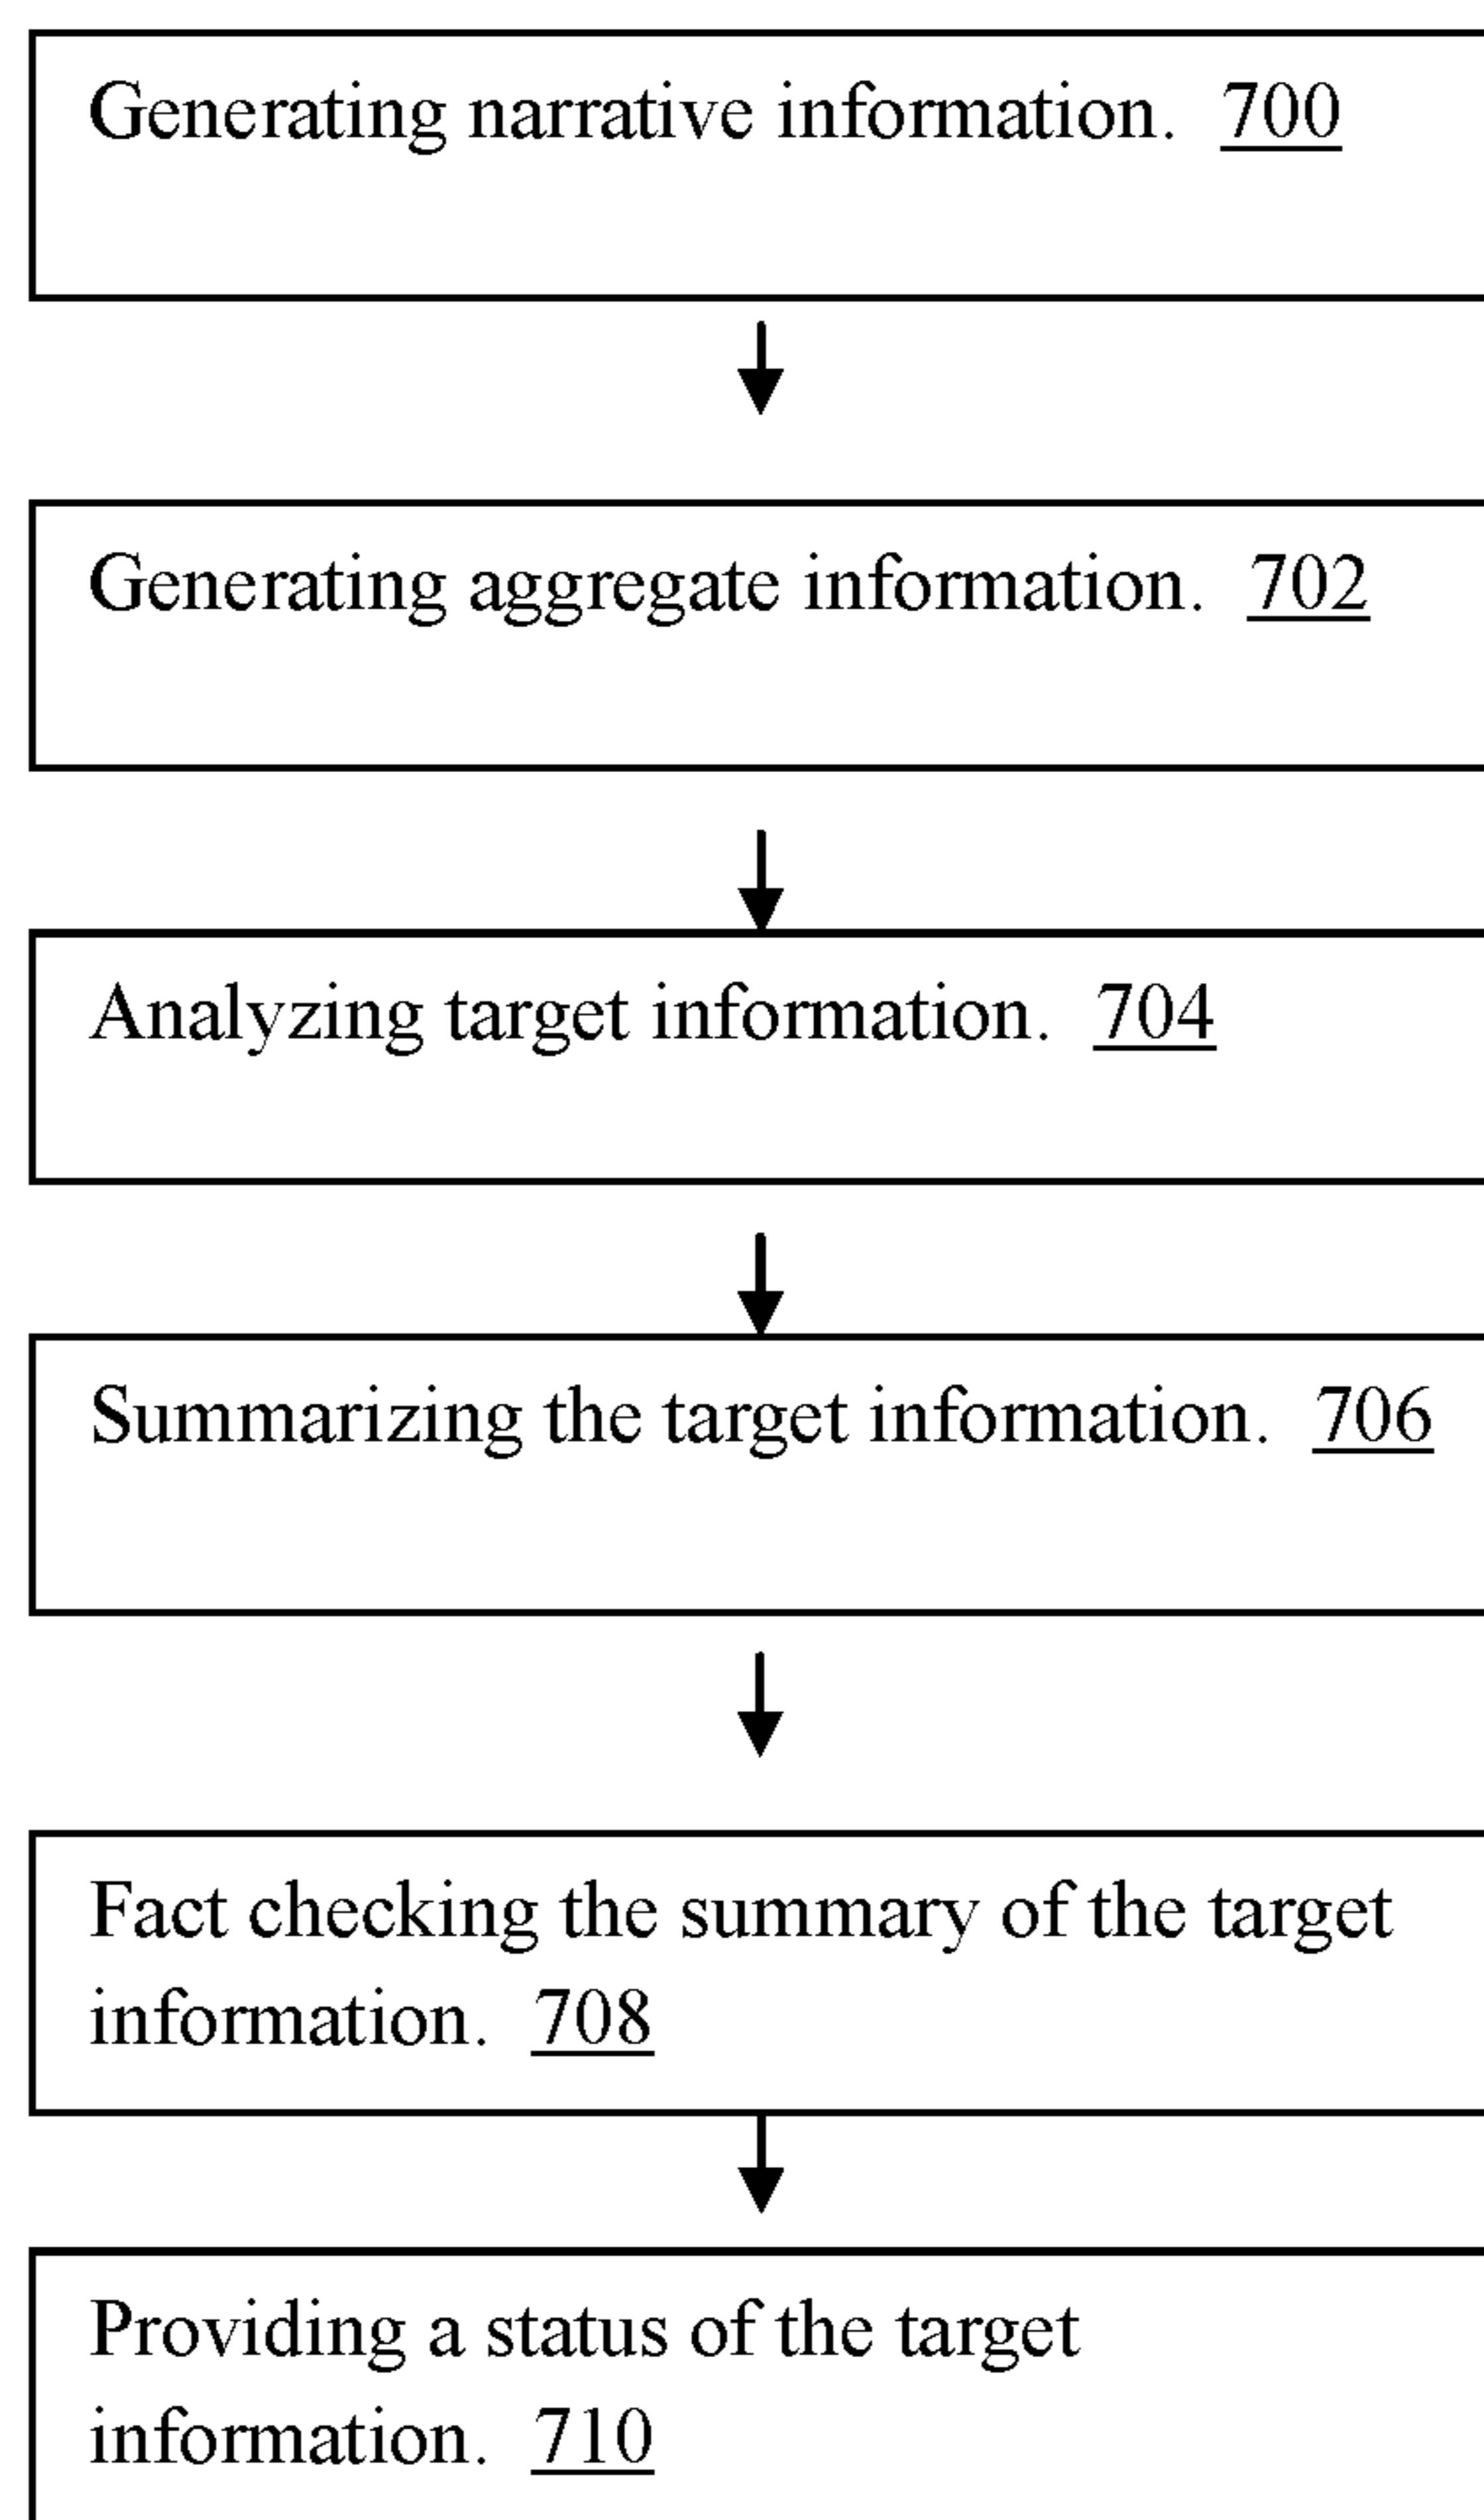 Generating narrative information. 700
Generating aggregate information. 702
Analyzing target information. 704
Summarizing the target information. 706
Fact checking the summary of the target
information. 708
Providing a status of the target
information. 710